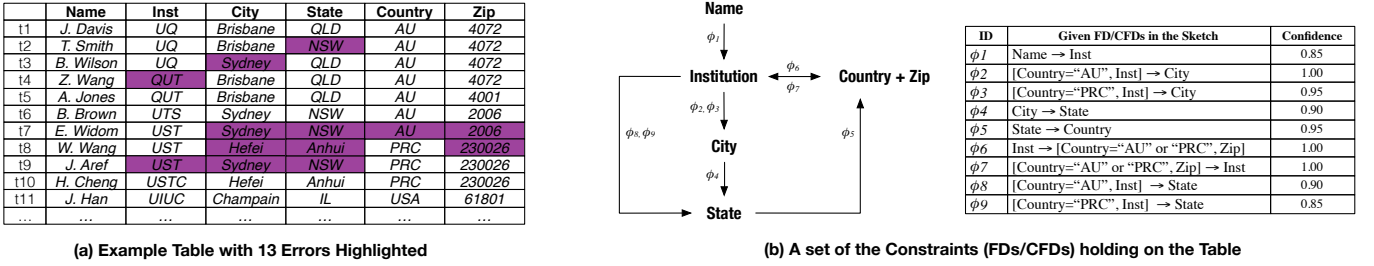 Name Inst City State Country Zip
t1 J. Davis UQ Brisbane QLD AU 4072
t2 T. Smith UQ Brisbane NSW AU 4072
t3 B. Wilson UQ Sydney QLD AU 4072
t4 Z. Wang QUT Brisbane QLD AU 4072
t5 A. Jones QUT Brisbane QLD AU 4001
t6 B. Brown UTS Sydney NSW AU 2006
t7 E. Widom UST Sydney NSW AU 2006
t8 W. Wang UST Hefei Anhui PRC 230026
t9 J. Aref UST Sydney NSW PRC 230026
t10 H. Cheng USTC Hefei Anhui PRC 230026
t11 J. Han UIUC Champain IL USA 61801
... ... ... ... ... ... ...
(a) Example Table with 13 Errors Highlighted
Name
ϕ1
Institution
ϕ6
ϕ7
Country + Zip
ϕ2, ϕ3
ϕ8, ϕ9
ϕ5
City
ϕ4
State
ID Given FD/CFDs in the Sketch Confidence
ϕ1 Name → Inst 0.85
ϕ2 [Country="AU", Inst] → City 1.00
ϕ3 [Country="PRC", Inst] → City 0.95
ϕ4 City → State 0.90
ϕ5 State → Country 0.95
ϕ6 Inst → [Country="AU" or "PRC", Zip] 1.00
ϕ7 [Country="AU" or "PRC", Zip] → Inst 1.00
ϕ8 [Country="AU", Inst] → State 0.90
ϕ9 [Country="PRC", Inst] → State 0.85
(b) A set of the Constraints (FDs/CFDs) holding on the Table